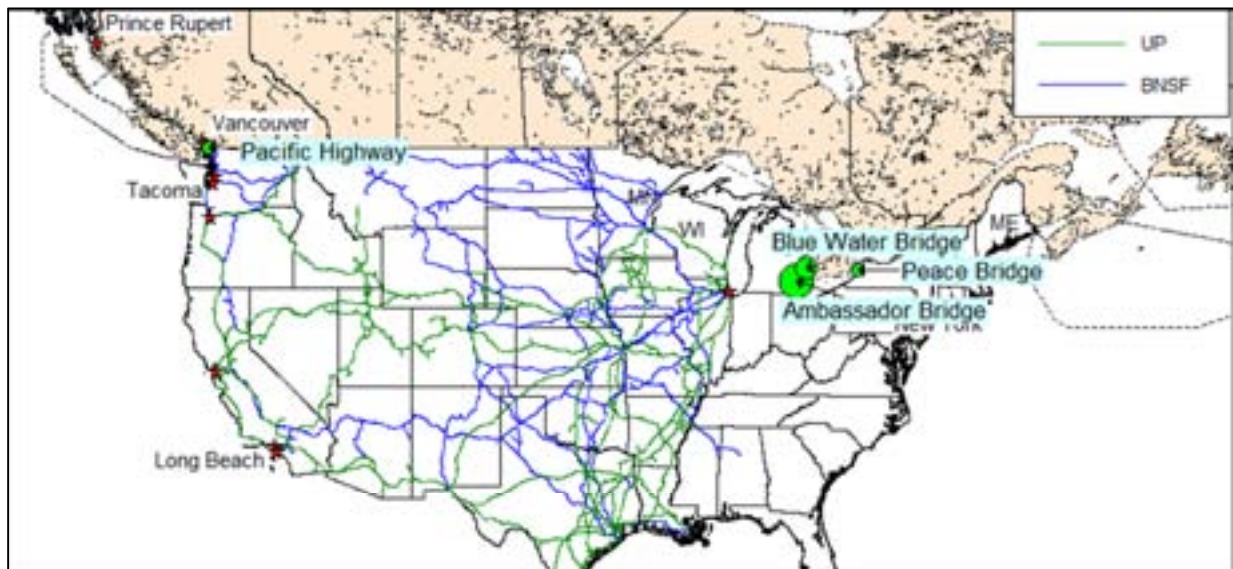 Prince Rupert
UP
BNSF
Vancouver
Pacific Highway
Tacoma
WI
ME
Blue Water Bridge
Peace Bridge
Ambassador Bridge
New York
Long Beach